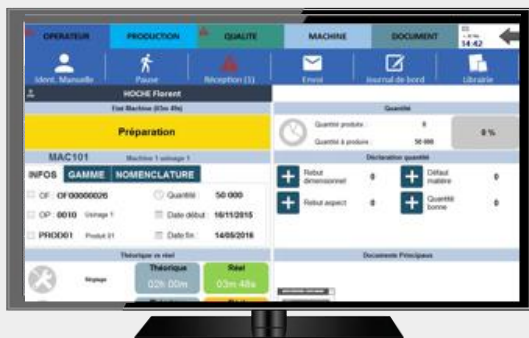 OPERATEUR PRODUCTION QUALITE MACHINE DOCUMENT
14:42
Ident. Manuelle Pause Réception (1) Envoi Journal de bord Librairie
HOCHE Florent
Etat Machine (03m 49s) Quantité
Préparation
Quantité produite : 0
Quantité à produire : 50 000
0 %
MAC101 Machine 1 usinage 1 Déclaration quantité
INFOS GAMME NOMENCLATURE
Rebut dimensionnel 0 Défaut matière 0
OF : OF00000026 Quantité : 50 000
Rebut aspect 0 Quantité bonne 0
OP : 0010 Usinage 1 Date début : 16/11/2015
PROD01 Produit 01 Date fin : 14/05/2016
Théorique vs réel Documents Principaux
Réglage
Théorique Réel
02h 00m 03m 48s